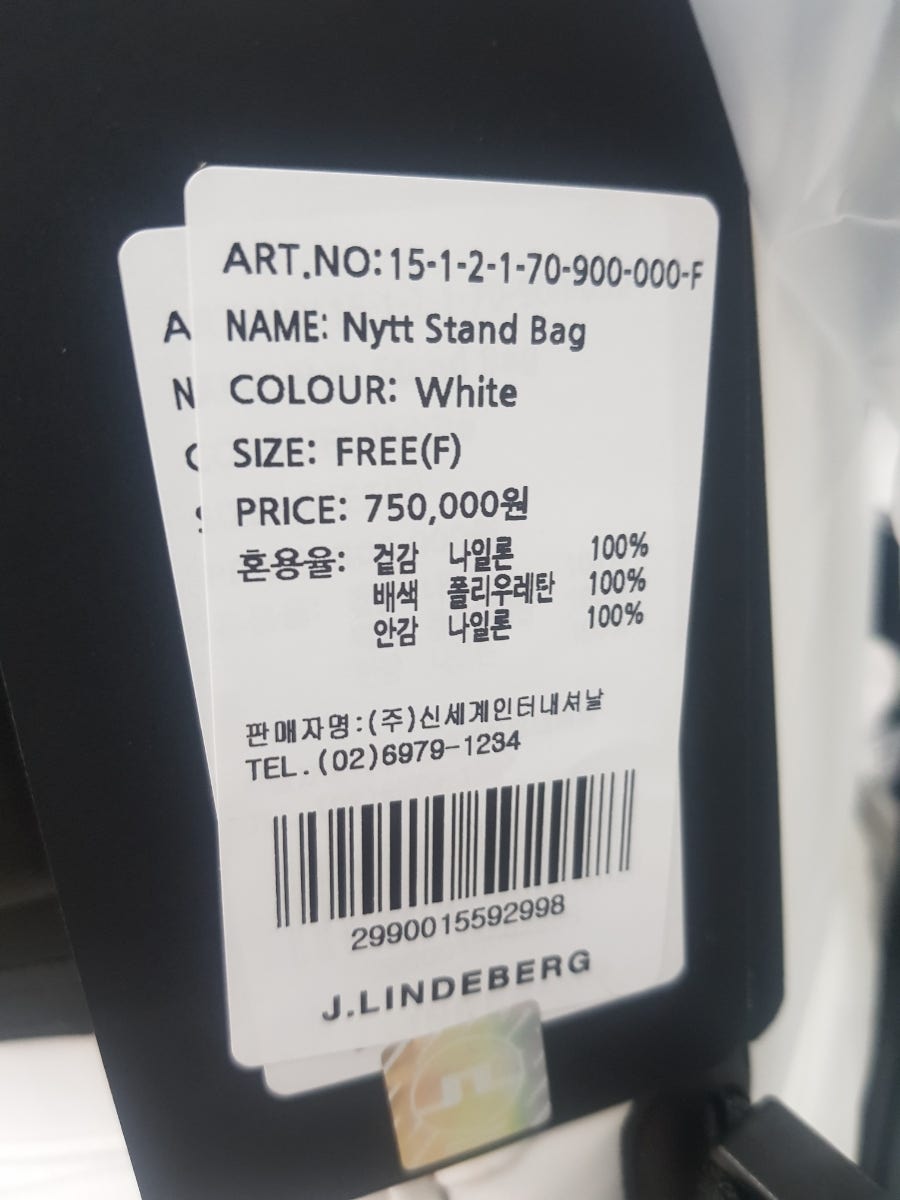 ART.NO:15-1-2-1-70-900-000-F
NAME: Nytt Stand Bag
COLOUR: White
SIZE: FREE(F)
PRICE: 750,000원
혼용율: 겉감 나일론 100%
배색 폴리우레탄 100%
안감 나일론 100%
판매자명:(주)신세계인터내셔날
TEL.(02)6979-1234
2990015592998
J.LINDEBERG